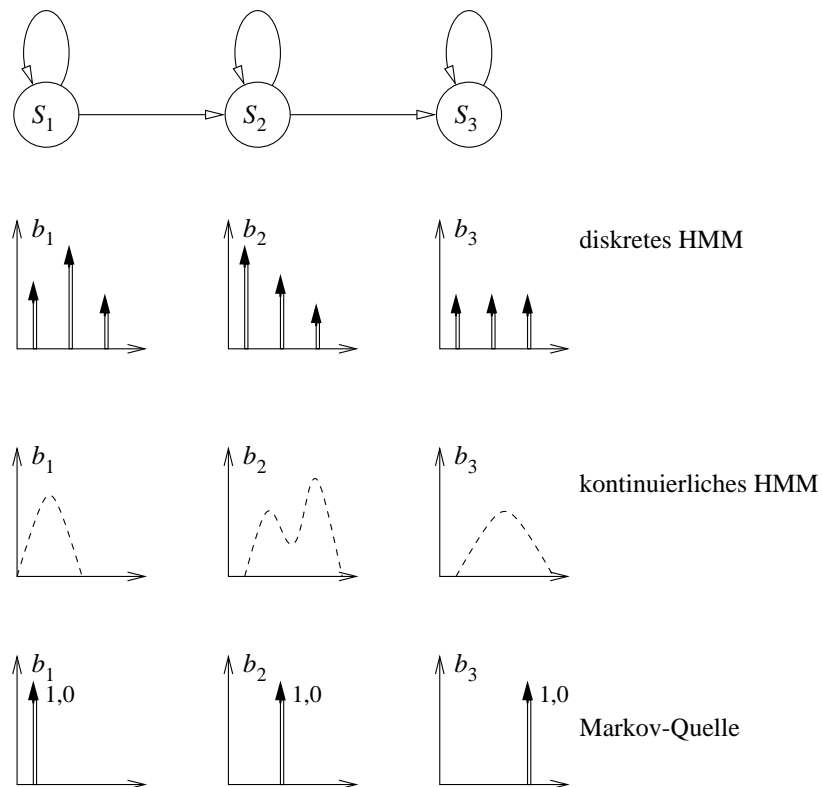 S1 S2 S3
b1 b2 b3 diskretes HMM
b1 b2 b3 kontinuierliches HMM
b1 b2 b3
1,0 1,0 1,0
Markov-Quelle